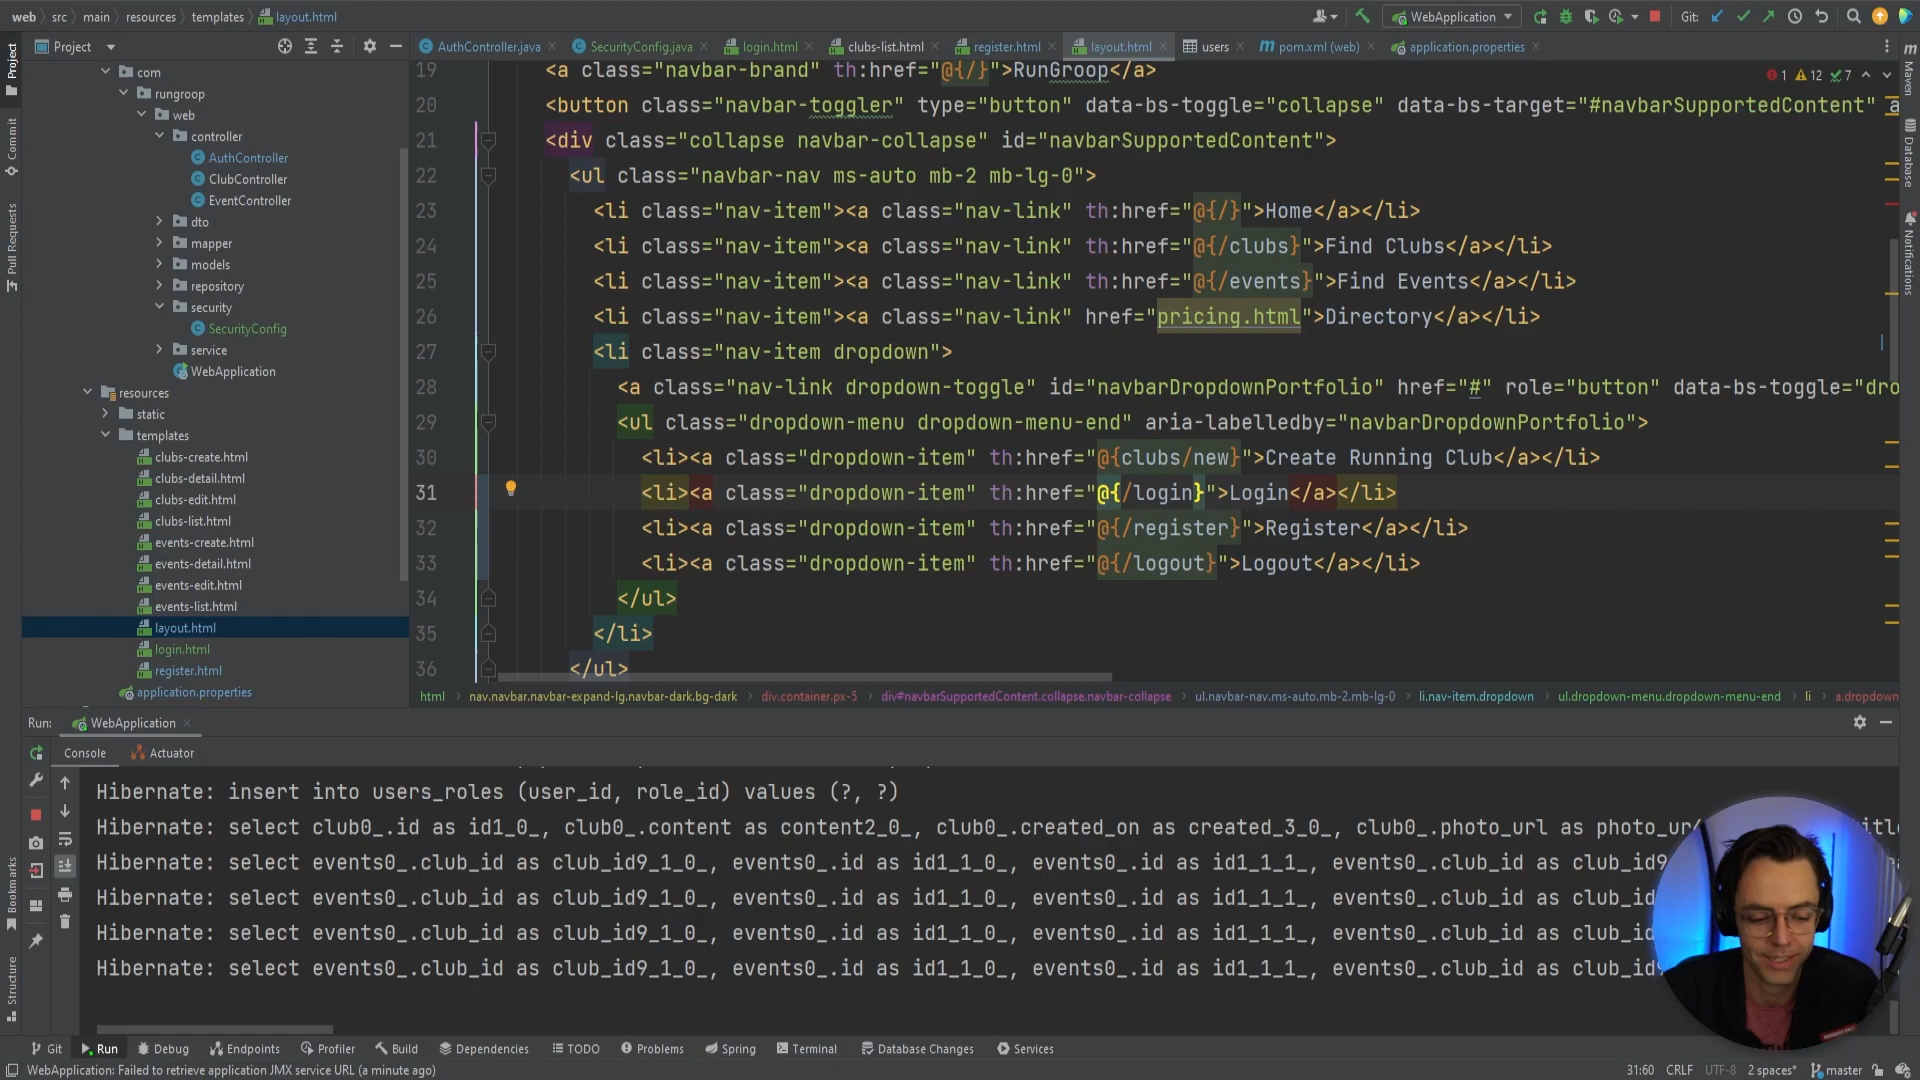 web > src > main > resources > templates > layout.html
WebApplication
Git:
Project
AuthController.java
SecurityConfig.java
login.html
clubs-list.html
register.html
layout.html
users
pom.xml (web)
application.properties
Project
Commit
Pull Requests
Bookmarks
Structure
Maven
Database
Notifications
com
rungroop
web
controller
AuthController
ClubController
EventController
dto
mapper
models
repository
security
SecurityConfig
service
WebApplication
resources
static
templates
clubs-create.html
clubs-detail.html
clubs-edit.html
clubs-list.html
events-create.html
events-detail.html
events-edit.html
events-list.html
layout.html
login.html
register.html
application.properties
1 12 7
19 <a class="navbar-brand" th:href="@{/}">RunGroop</a>
20 <button class="navbar-toggler" type="button" data-bs-toggle="collapse" data-bs-target="#navbarSupportedContent" a
21 <div class="collapse navbar-collapse" id="navbarSupportedContent">
22 <ul class="navbar-nav ms-auto mb-2 mb-lg-0">
23 <li class="nav-item"><a class="nav-link" th:href="@{/}">Home</a></li>
24 <li class="nav-item"><a class="nav-link" th:href="@{/clubs}">Find Clubs</a></li>
25 <li class="nav-item"><a class="nav-link" th:href="@{/events}">Find Events</a></li>
26 <li class="nav-item"><a class="nav-link" href="pricing.html">Directory</a></li>
27 <li class="nav-item dropdown">
28 <a class="nav-link dropdown-toggle" id="navbarDropdownPortfolio" href="#" role="button" data-bs-toggle="dro
29 <ul class="dropdown-menu dropdown-menu-end" aria-labelledby="navbarDropdownPortfolio">
30 <li><a class="dropdown-item" th:href="@{clubs/new}">Create Running Club</a></li>
31 <li><a class="dropdown-item" th:href="@{/login}">Login</a></li>
32 <li><a class="dropdown-item" th:href="@{/register}">Register</a></li>
33 <li><a class="dropdown-item" th:href="@{/logout}">Logout</a></li>
34 </ul>
35 </li>
36 </ul>
html > nav.navbar.navbar-expand-lg.navbar-dark.bg-dark > div.container.px-5 > div#navbarSupportedContent.collapse.navbar-collapse > ul.navbar-nav.ms-auto.mb-2.mb-lg-0 > li.nav-item.dropdown > ul.dropdown-menu.dropdown-menu-end > li > a.dropdown
Run: WebApplication
Console Actuator
Hibernate: insert into users_roles (user_id, role_id) values (?, ?)
Hibernate: select club0_.id as id1_0_, club0_.content as content2_0_, club0_.created_on as created_3_0_, club0_.photo_url as photo_ur
Hibernate: select events0_.club_id as club_id9_1_0_, events0_.id as id1_1_0_, events0_.id as id1_1_1_, events0_.club_id as club_id9
Hibernate: select events0_.club_id as club_id9_1_0_, events0_.id as id1_1_0_, events0_.id as id1_1_1_, events0_.club_id as club_id
Hibernate: select events0_.club_id as club_id9_1_0_, events0_.id as id1_1_0_, events0_.id as id1_1_1_, events0_.club_id as club_id
Hibernate: select events0_.club_id as club_id9_1_0_, events0_.id as id1_1_0_, events0_.id as id1_1_1_, events0_.club_id as club_id9
Git Run Debug Endpoints Profiler Build Dependencies TODO Problems Spring Terminal Database Changes Services
WebApplication: Failed to retrieve application JMX service URL (a minute ago)
31:60 CRLF UTF-8 2 spaces* master